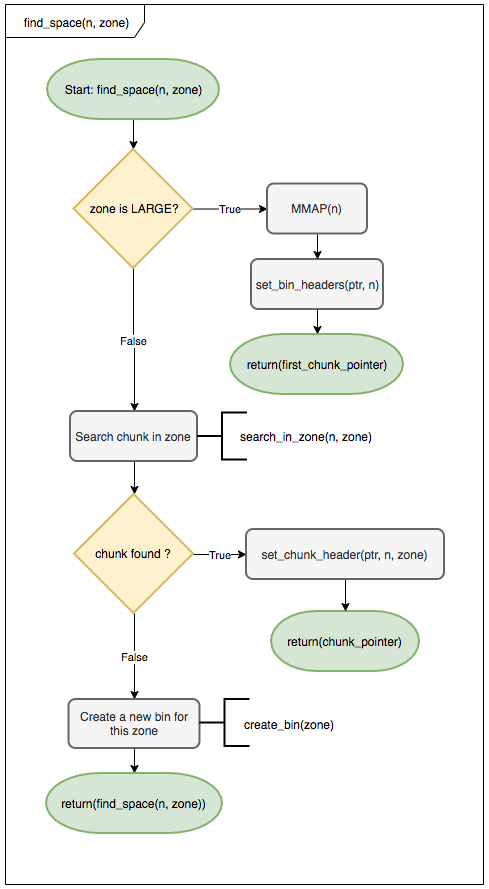 find_space(n, zone)
Start: find_space(n, zone)
zone is LARGE?
True
MMAP(n)
set_bin_headers(ptr, n)
False
return(first_chunk_pointer)
Search chunk in zone
search_in_zone(n, zone)
chunk found ?
True
set_chunk_header(ptr, n, zone)
return(chunk_pointer)
False
Create a new bin for
this zone
create_bin(zone)
return(find_space(n, zone))